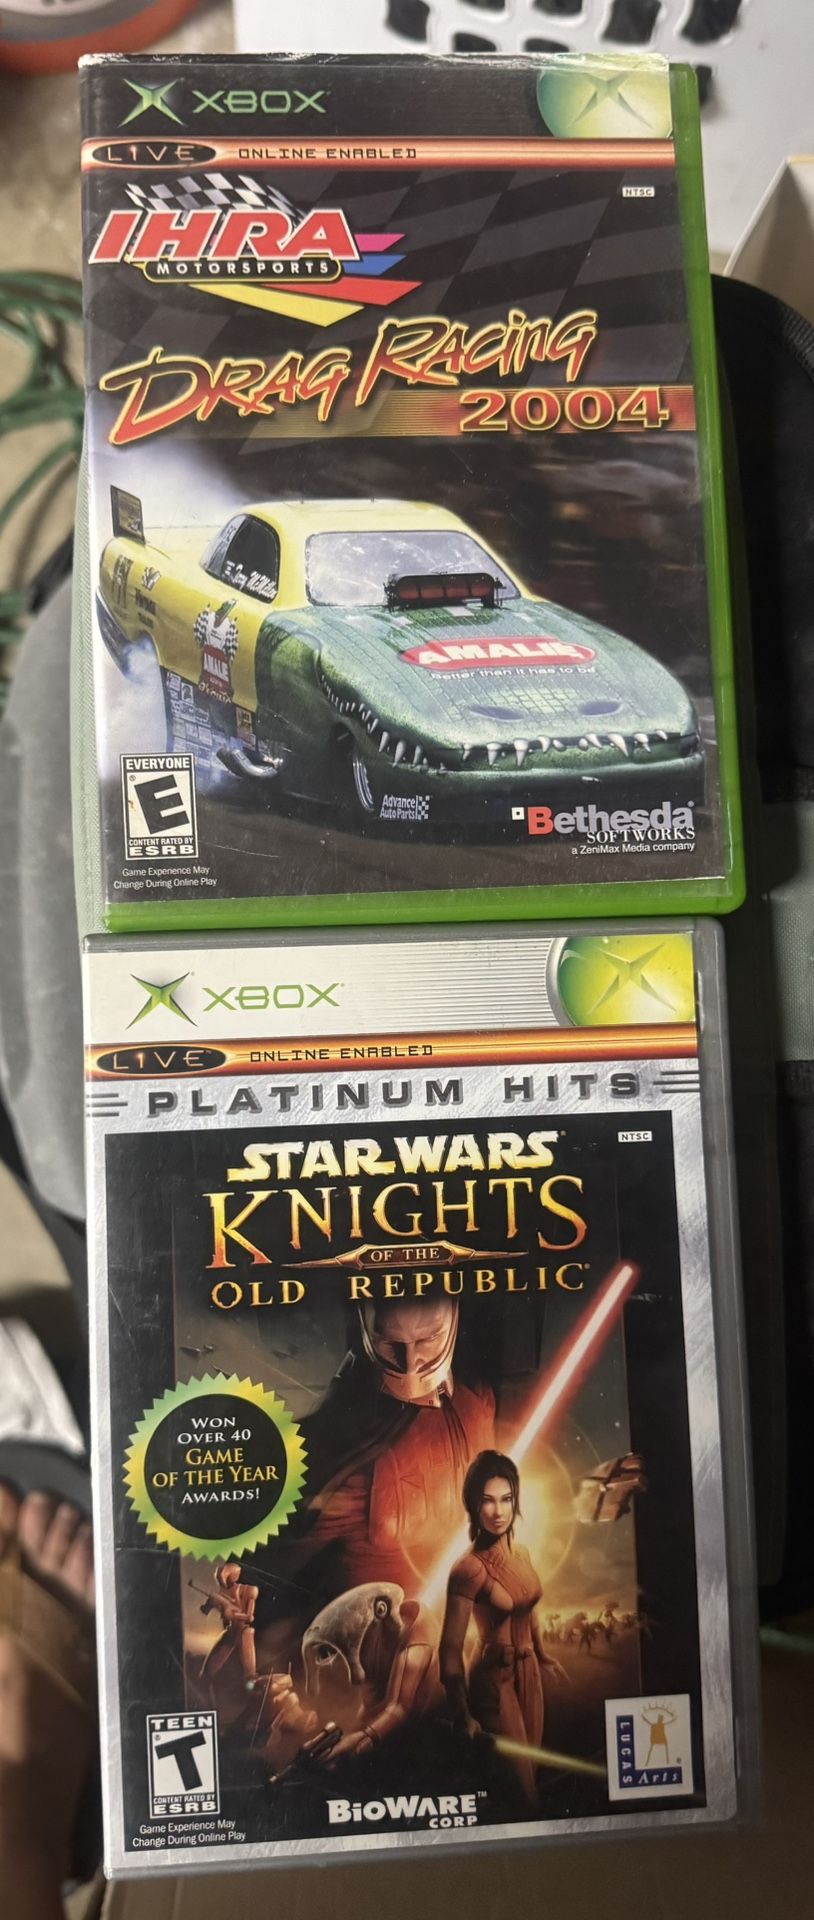 XBOX
LIVE ONLINE ENABLED
NTSC
IHRA
MOTORSPORTS
DRAG RACING
2004
AMALIE
Better than it has to be
AMALIE
Advance
Auto Parts
EVERYONE
E
CONTENT RATED BY
ESRB
Game Experience May
Change During Online Play
Bethesda
SOFTWORKS
a ZeniMax Media company
XBOX
LIVE ONLINE ENABLED
PLATINUM HITS
NTSC
STAR WARS
KNIGHTS
OF THE
OLD REPUBLIC
WON
OVER 40
GAME
OF THE YEAR
AWARDS!
TEEN
T
CONTENT RATED BY
ESRB
Game Experience May
Change During Online Play
BIOWARE™
CORP
LUCAS
Arts